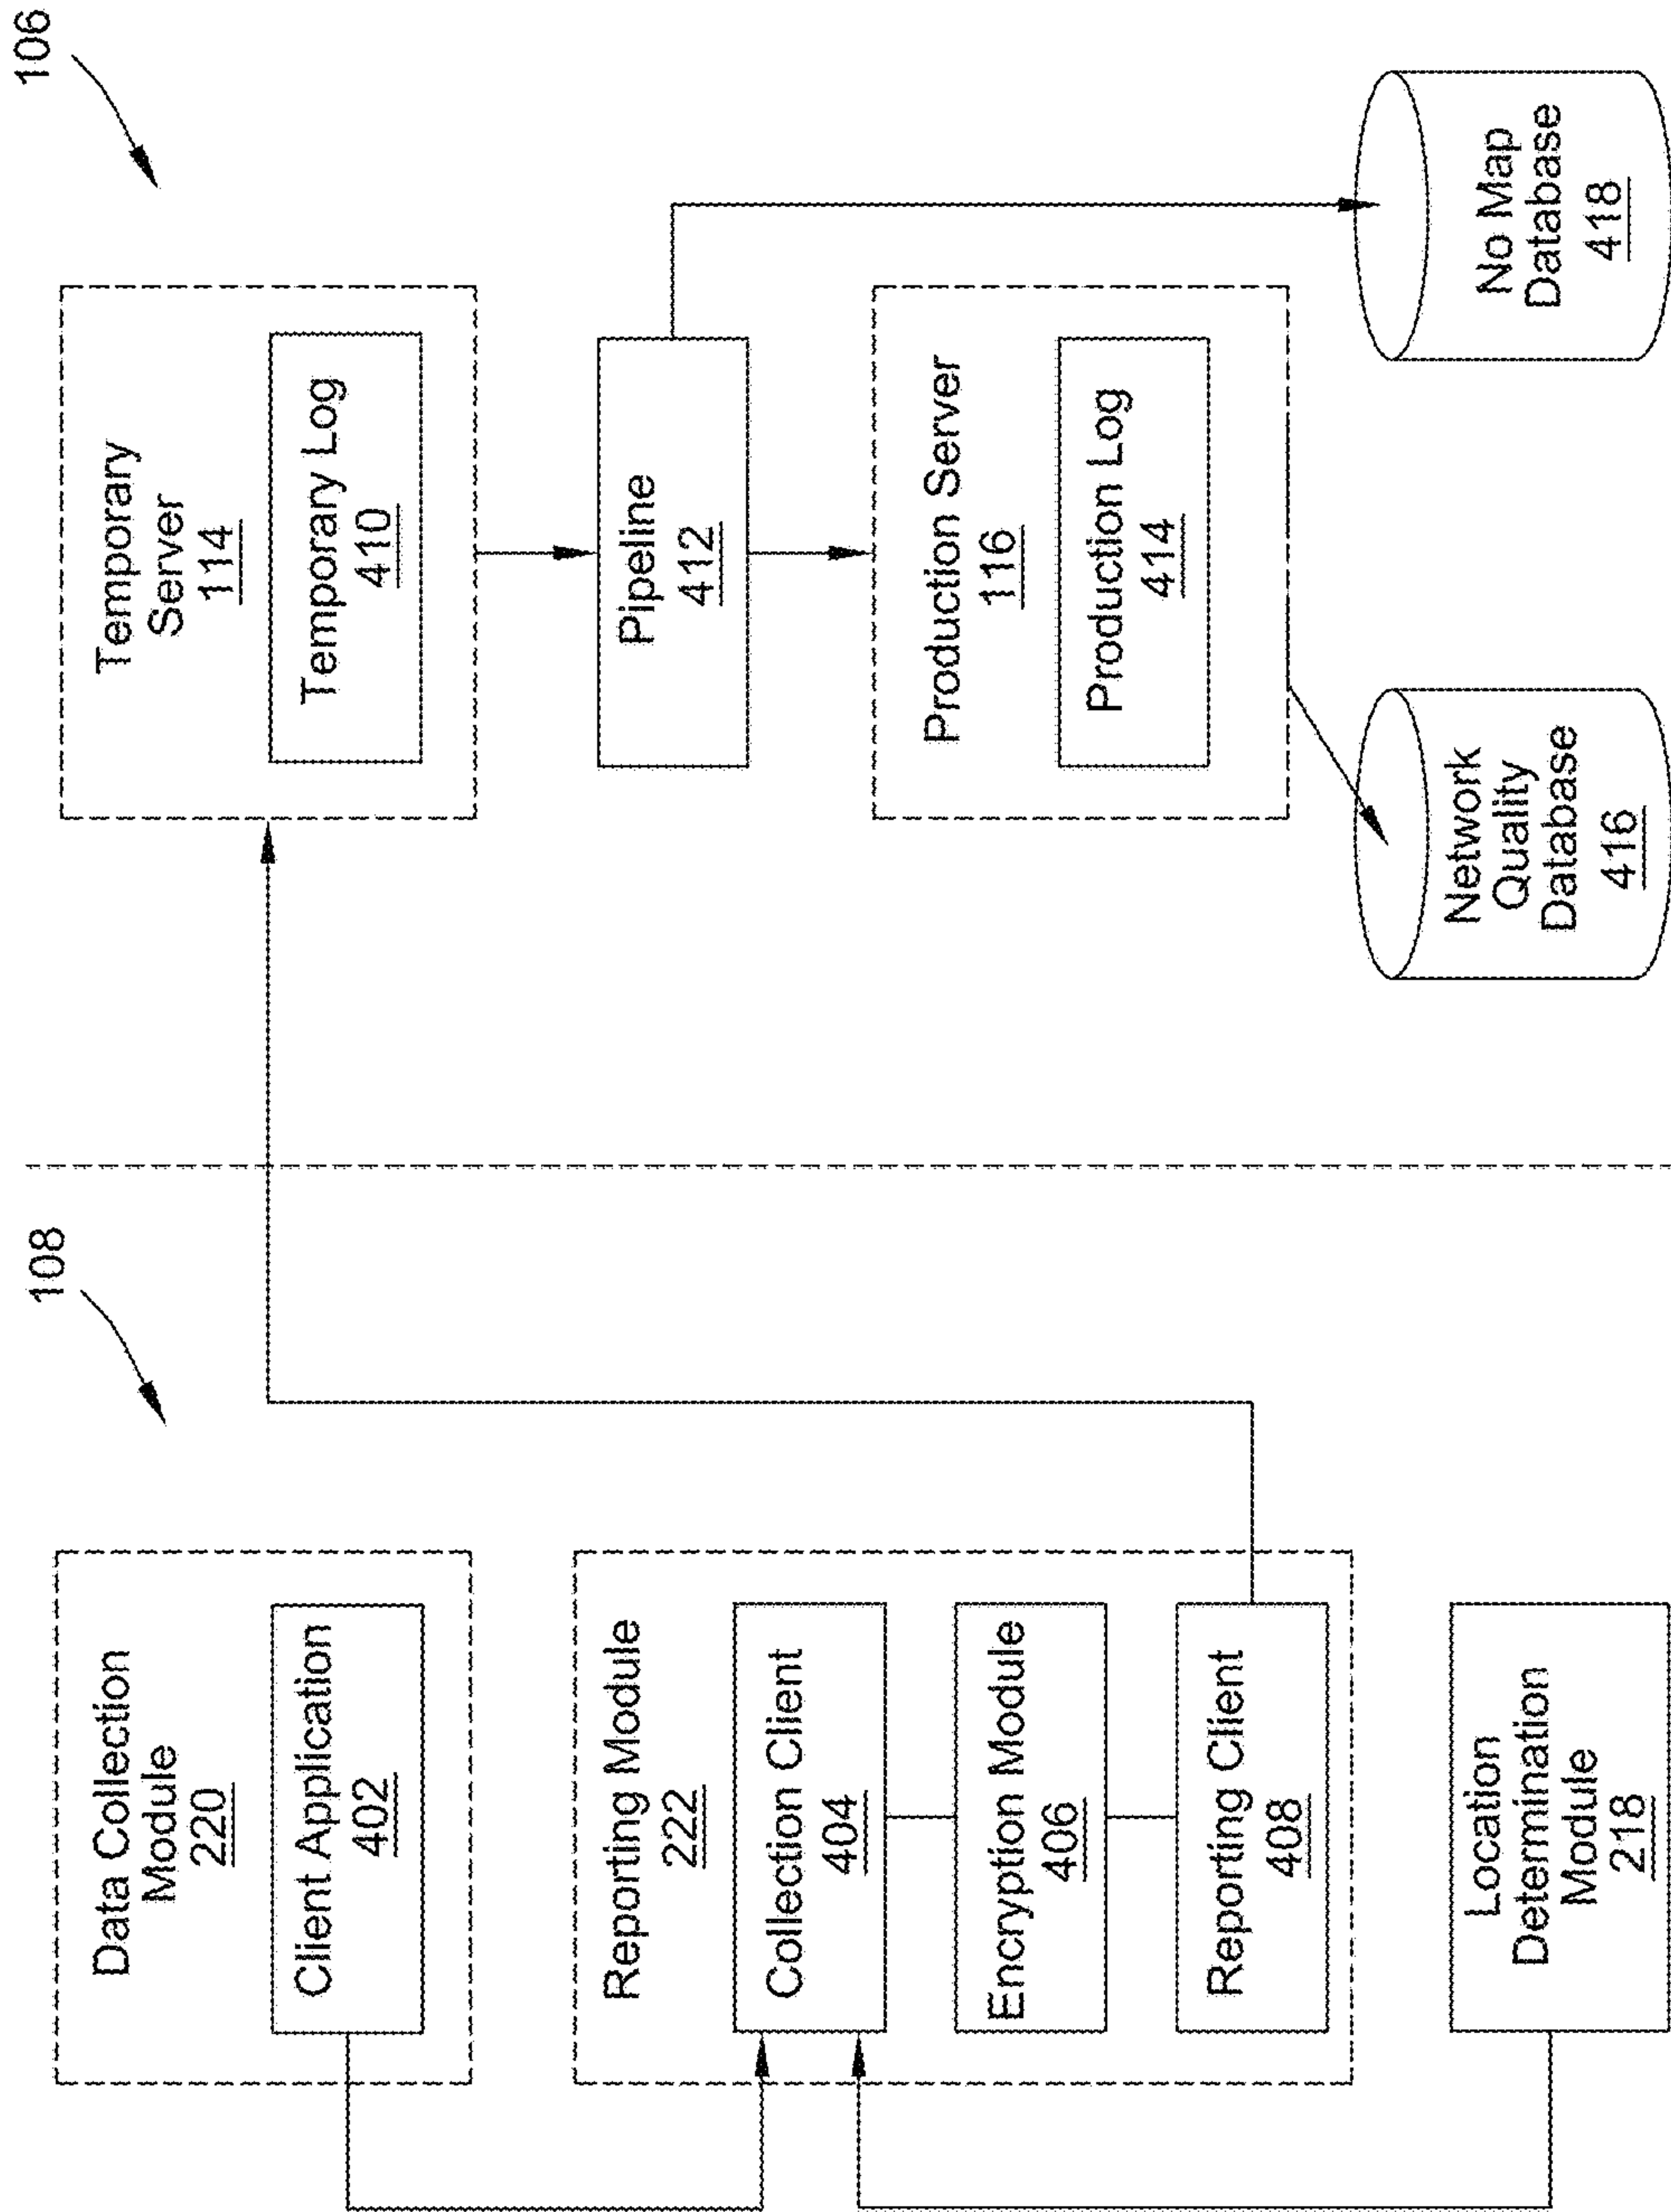 108
Data Collection
Module
220
Client Application
402
Reporting Module
222
Collection Client
404
Encryption Module
406
Reporting Client
408
Location
Determination
Module
218
106
Temporary
Server
114
Temporary Log
410
Pipeline
412
Production Server
116
Production Log
414
Network
Quality
Database
416
No Map
Database
418